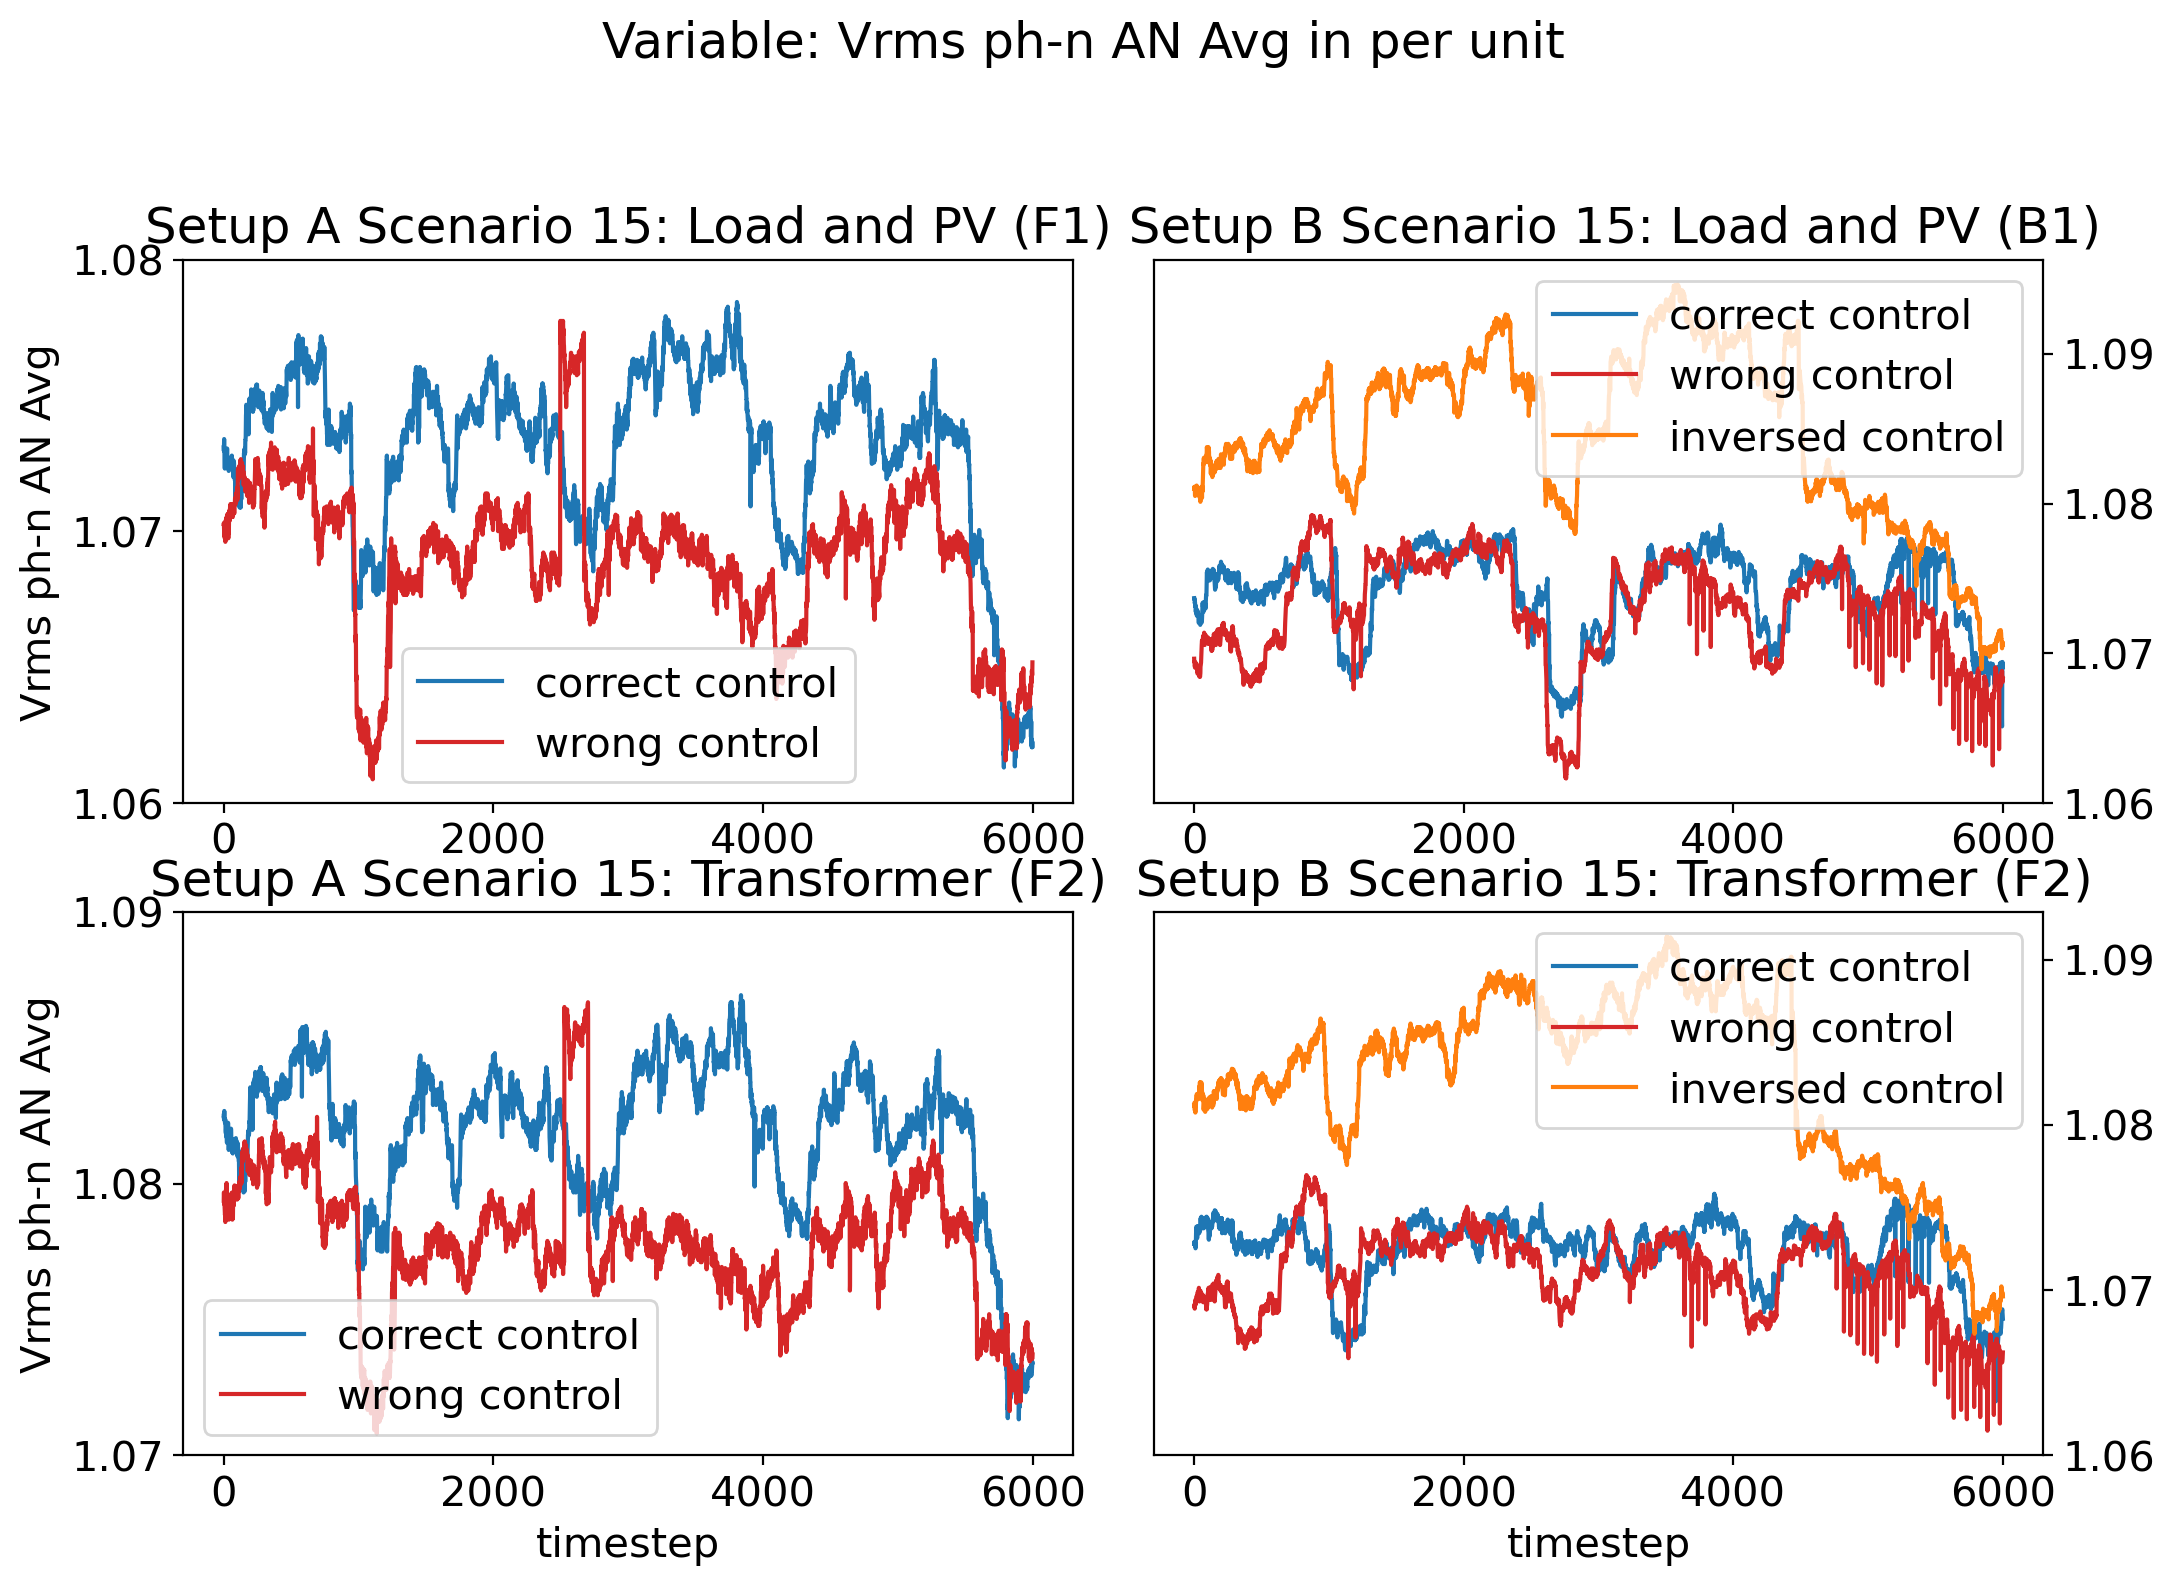 Variable: Vrms ph-n AN Avg in per unit
Setup A Scenario 15: Load and PV (F1)
1.08
1.07
1.06
Vrms ph-n AN Avg
correct control
wrong control
0 2000 4000 6000
Setup B Scenario 15: Load and PV (B1)
correct control
wrong control
inversed control
1.09
1.08
1.07
1.06
0 2000 4000 6000
Setup A Scenario 15: Transformer (F2)
1.09
1.08
1.07
Vrms ph-n AN Avg
correct control
wrong control
0 2000 4000 6000
timestep
Setup B Scenario 15: Transformer (F2)
correct control
wrong control
inversed control
1.09
1.08
1.07
1.06
0 2000 4000 6000
timestep